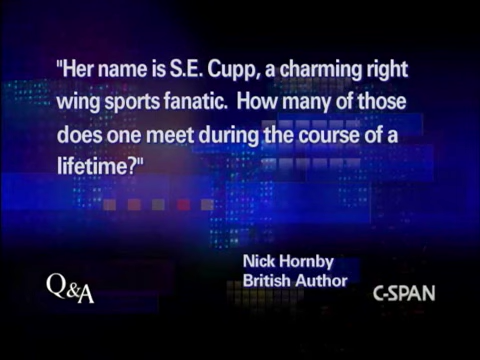 "Her name is S.E. Cupp, a charming right
wing sports fanatic.  How many of those
does one meet during the course of a
lifetime?"
Nick Hornby
British Author
Q&A
C-SPAN